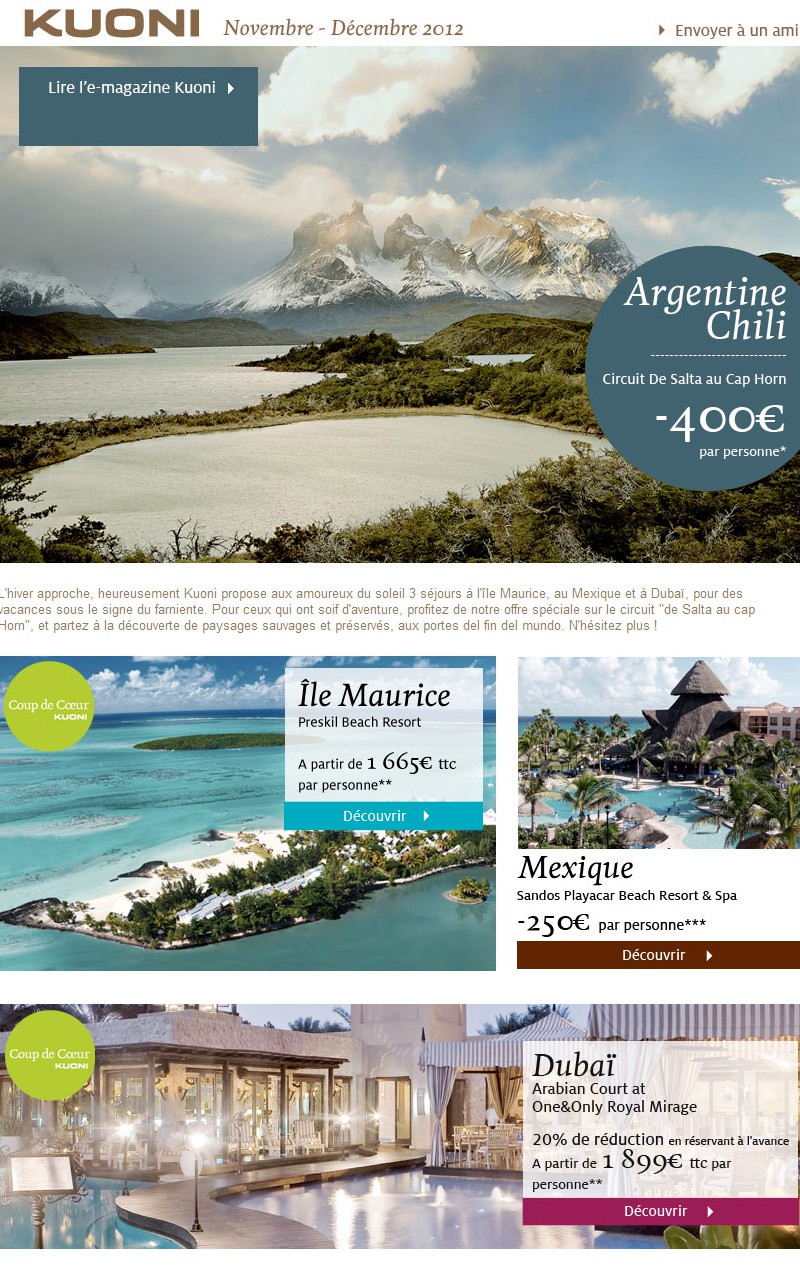 KUONI
Novembre - Décembre 2012
Envoyer à un ami
Lire l'e-magazine Kuoni
Argentine
Chili
Circuit De Salta au Cap Horn
-400€
par personne*
L'hiver approche, heureusement Kuoni propose aux amoureux du soleil 3 séjours à l'île Maurice, au Mexique et à Dubaï, pour des
vacances sous le signe du farniente. Pour ceux qui ont soif d'aventure, profitez de notre offre spéciale sur le circuit "de Salta au cap
Horn", et partez à la découverte de paysages sauvages et préservés, aux portes del fin del mundo. N'hésitez plus !
Coup de Cœur
KUONI
Île Maurice
Preskil Beach Resort
A partir de 1 665€ ttc
par personne**
Découvrir
Mexique
Sandos Playacar Beach Resort & Spa
-250€ par personne***
Découvrir
Coup de Cœur
KUONI
Dubaï
Arabian Court at
One&Only Royal Mirage
20% de réduction en réservant à l'avance
A partir de 1 899€ ttc par
personne**
Découvrir